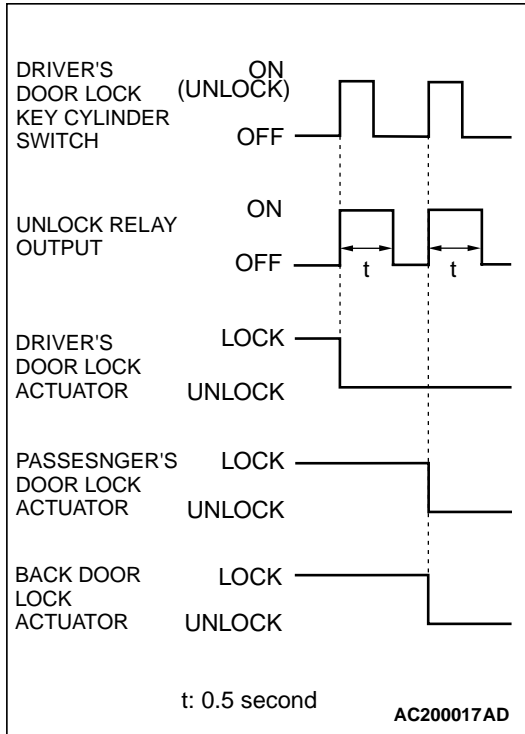 DRIVER'S
DOOR LOCK
KEY CYLINDER
SWITCH
ON
(UNLOCK)
OFF
UNLOCK RELAY
OUTPUT
ON
OFF
t
t
DRIVER'S
DOOR LOCK
ACTUATOR
LOCK
UNLOCK
PASSESNGER'S
DOOR LOCK
ACTUATOR
LOCK
UNLOCK
BACK DOOR
LOCK
ACTUATOR
LOCK
UNLOCK
t: 0.5 second
AC200017AD